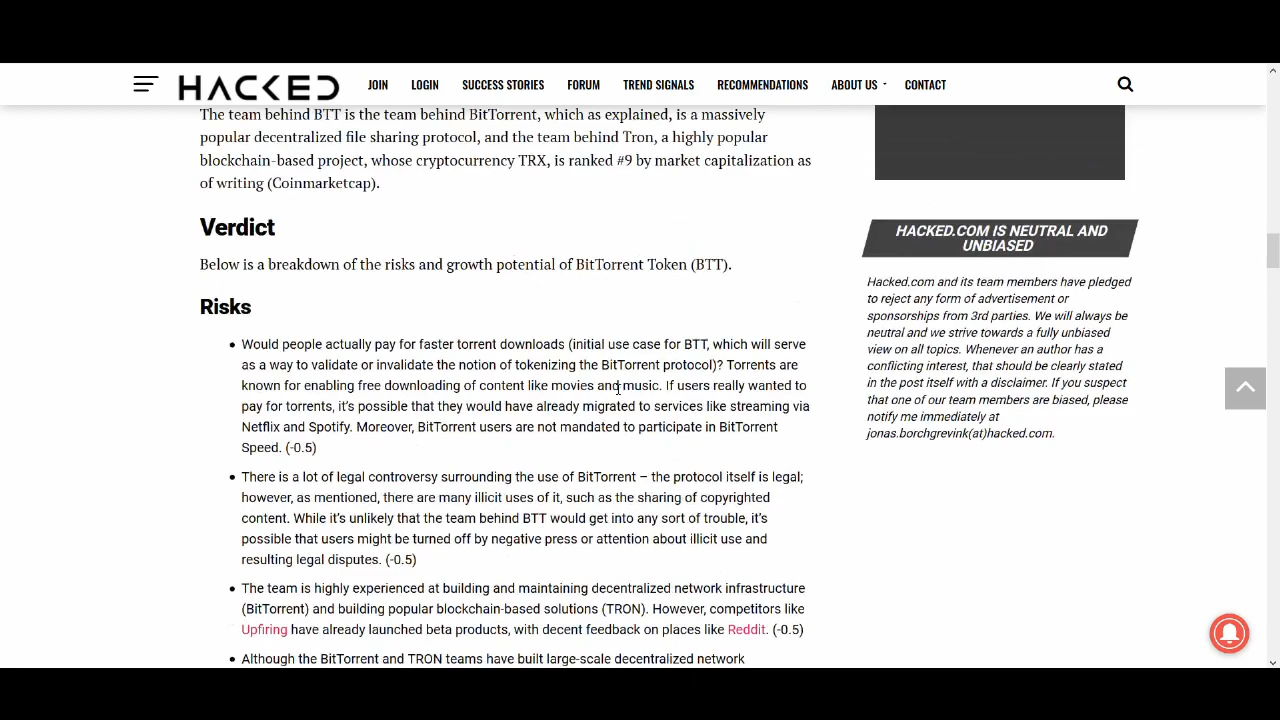 HACKED JOIN LOGIN SUCCESS STORIES FORUM TREND SIGNALS RECOMMENDATIONS ABOUT US CONTACT
The team behind BTT is the team behind BitTorrent, which as explained, is a massively
popular decentralized file sharing protocol, and the team behind Tron, a highly popular
blockchain-based project, whose cryptocurrency TRX, is ranked #9 by market capitalization as
of writing (Coinmarketcap).
Verdict
Below is a breakdown of the risks and growth potential of BitTorrent Token (BTT).
Risks
• Would people actually pay for faster torrent downloads (initial use case for BTT, which will serve
as a way to validate or invalidate the notion of tokenizing the BitTorrent protocol)? Torrents are
known for enabling free downloading of content like movies and music. If users really wanted to
pay for torrents, it's possible that they would have already migrated to services like streaming via
Netflix and Spotify. Moreover, BitTorrent users are not mandated to participate in BitTorrent
Speed. (-0.5)
• There is a lot of legal controversy surrounding the use of BitTorrent – the protocol itself is legal;
however, as mentioned, there are many illicit uses of it, such as the sharing of copyrighted
content. While it's unlikely that the team behind BTT would get into any sort of trouble, it's
possible that users might be turned off by negative press or attention about illicit use and
resulting legal disputes. (-0.5)
• The team is highly experienced at building and maintaining decentralized network infrastructure
(BitTorrent) and building popular blockchain-based solutions (TRON). However, competitors like
Upfiring have already launched beta products, with decent feedback on places like Reddit. (-0.5)
• Although the BitTorrent and TRON teams have built large-scale decentralized network
HACKED.COM IS NEUTRAL AND
UNBIASED
Hacked.com and its team members have pledged
to reject any form of advertisement or
sponsorships from 3rd parties. We will always be
neutral and we strive towards a fully unbiased
view on all topics. Whenever an author has a
conflicting interest, that should be clearly stated
in the post itself with a disclaimer. If you suspect
that one of our team members are biased, please
notify me immediately at
jonas.borchgrevink(at)hacked.com.